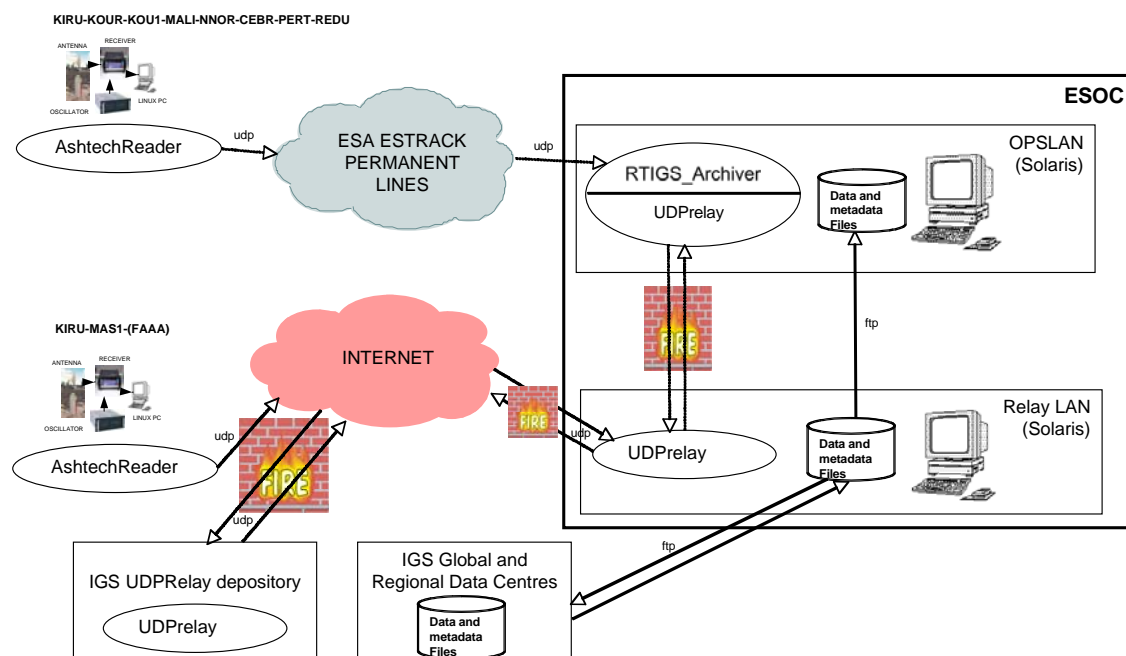 KIRU-KOUR-KOU1-MALI-NNOR-CEBR-PERT-REDU
ANTENNA
RECEIVER
OSCILLATOR
LINUX PC
AshtechReader
udp
ESA ESTRACK
PERMANENT
LINES
udp
ESOC
OPSLAN
(Solaris)
RTIGS_Archiver
UDPrelay
Data and
metadata
Files
FIRE
ftp
KIRU-MAS1-(FAAA)
ANTENNA
RECEIVER
OSCILLATOR
LINUX PC
AshtechReader
udp
INTERNET
FIRE
udp
FIRE
udp
Relay LAN
(Solaris)
UDPrelay
Data and
metadata
Files
ftp
IGS UDPRelay depository
UDPrelay
IGS Global and
Regional Data Centres
Data and
metadata
Files